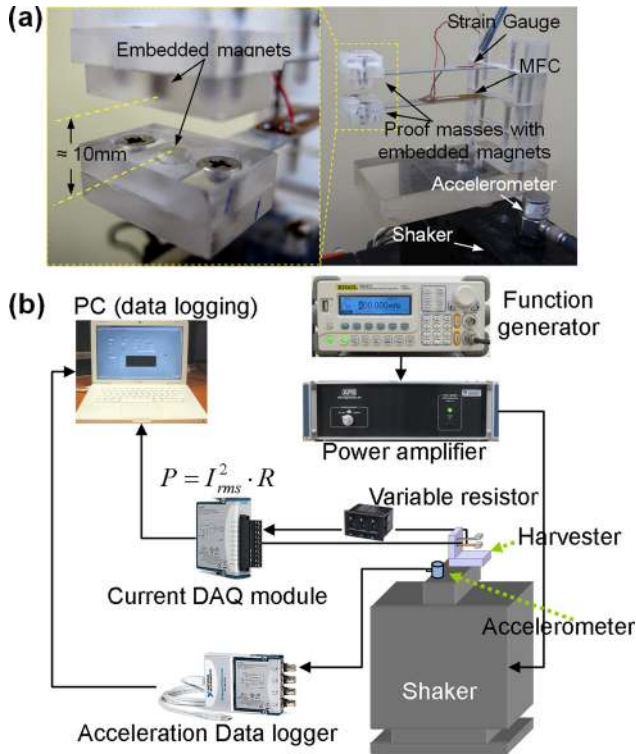 (a)
Embedded magnets
≈ 10mm
Strain Gauge
MFC
Proof masses with
embedded magnets
Accelerometer
Shaker
(b)
PC (data logging)
RIGOL
Function
generator
Power amplifier
P = I²rms · R
Variable resistor
Harvester
Current DAQ module
Accelerometer
Shaker
Acceleration Data logger